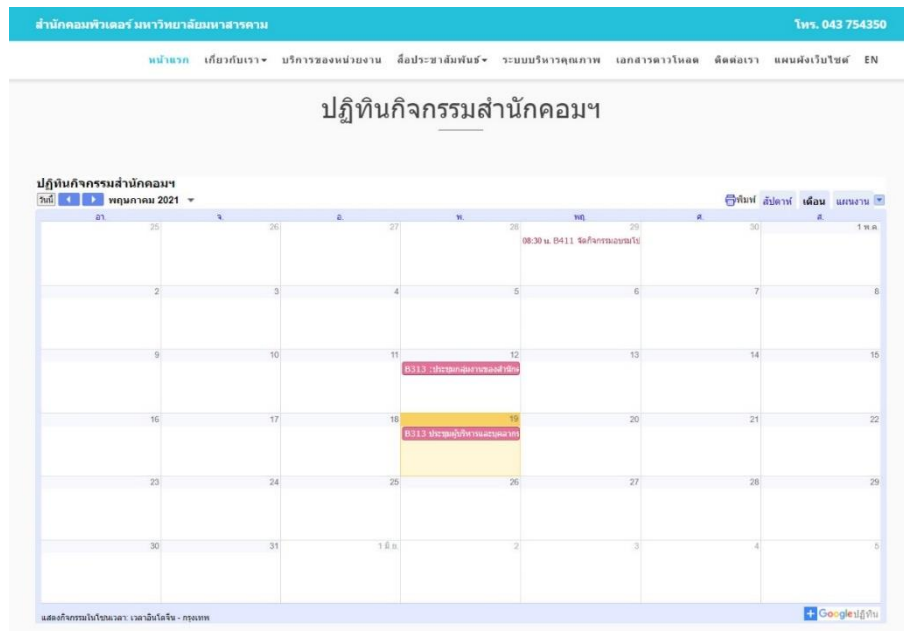 สำนักคอมพิวเตอร์ มหาวิทยาลัยมหาสารคาม โทร. 043 754350
หน้าแรก เกี่ยวกับเรา บริการของหน่วยงาน สื่อประชาสัมพันธ์ ระบบบริหารคุณภาพ เอกสารดาวโหลด ติดต่อเรา แผนผังเว็บไซต์ EN
ปฏิทินกิจกรรมสำนักคอมฯ
ปฏิทินกิจกรรมสำนักคอมฯ
วันนี้ พฤษภาคม 2021 พิมพ์ สัปดาห์ เดือน แผนงาน
อา. จ. อ. พ. พฤ. ศ. ส.
25 26 27 28 29 30 1 พ.ค.
08:30 น. B411 จัดกิจกรรมอบรมโป
2 3 4 5 6 7 8
9 10 11 12 13 14 15
B313 :ประชุมกลุ่มงานของสำนัก
16 17 18 19 20 21 22
B313 ประชุมผู้บริหารและบุคลากร
23 24 25 26 27 28 29
30 31 1 มิ.ย. 2 3 4 5
แสดงกิจกรรมในโซนเวลา: เวลาอินโดจีน - กรุงเทพ Googleปฏิทิน